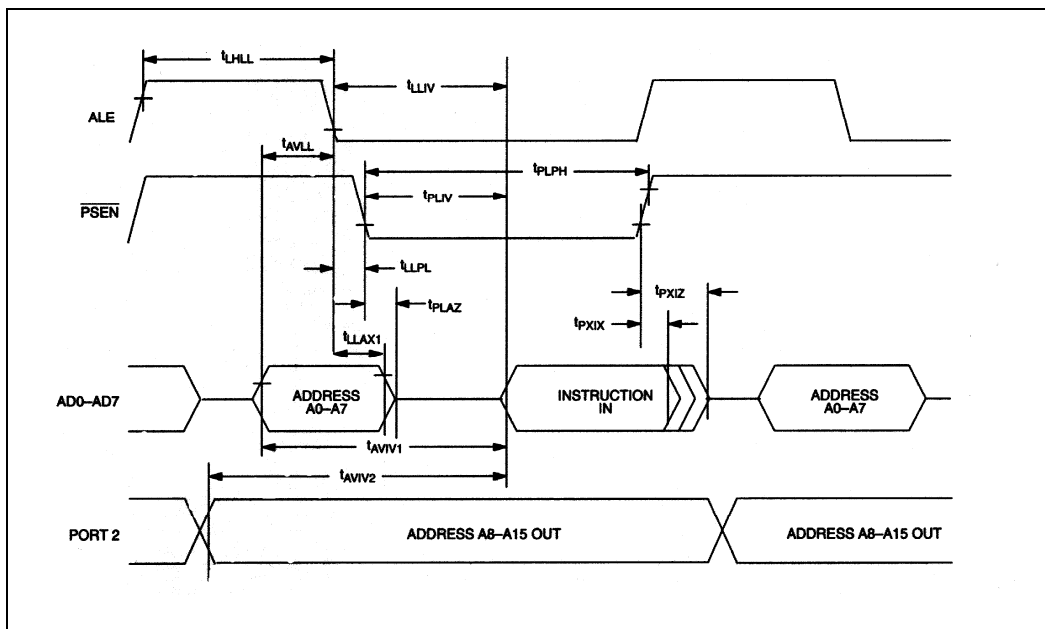 tLHLL
tLLIV
ALE
tAVLL
tPLPH
PSEN
tPLIV
tLLPL
tPXIZ
tPLAZ
tPXIX
tLLAX1
AD0–AD7
ADDRESS
A0–A7
INSTRUCTION
IN
ADDRESS
A0–A7
tAVIV1
tAVIV2
PORT 2
ADDRESS A8–A15 OUT
ADDRESS A8–A15 OUT